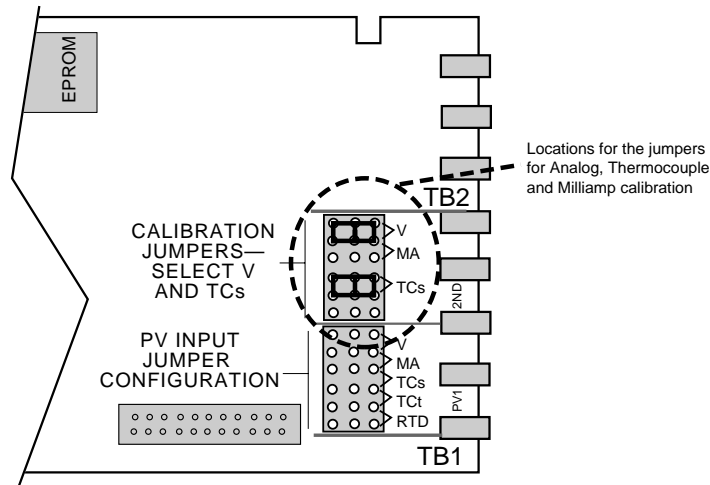 EPROM
Locations for the jumpers
for Analog, Thermocouple
and Milliamp calibration
TB2
CALIBRATION
JUMPERS—
SELECT V
AND TCs
V
MA
TCs
2ND
PV INPUT
JUMPER
CONFIGURATION
V
MA
TCs
TCt
RTD
PV1
TB1